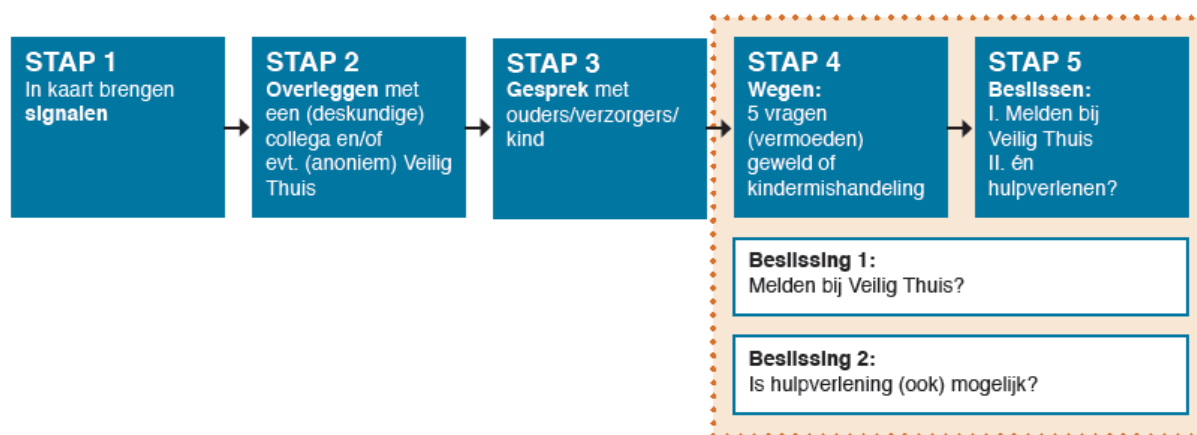 STAP 1
In kaart brengen
signalen
STAP 2
Overleggen met
een (deskundige)
collega en/of
evt. (anoniem) Veilig
Thuis
STAP 3
Gesprek met
ouders/verzorgers/
kind
STAP 4
Wegen:
5 vragen
(vermoeden)
geweld of
kindermishandeling
STAP 5
Beslissen:
I. Melden bij
Veilig Thuis
II. én
hulpverlenen?
Beslissing 1:
Melden bij Veilig Thuis?
Beslissing 2:
Is hulpverlening (ook) mogelijk?